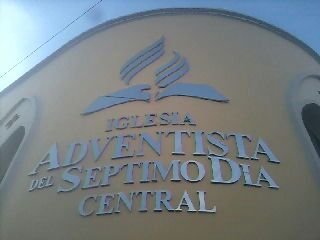 IGLESIA
ADVENTISTA
DEL SEPTIMO DIA
CENTRAL